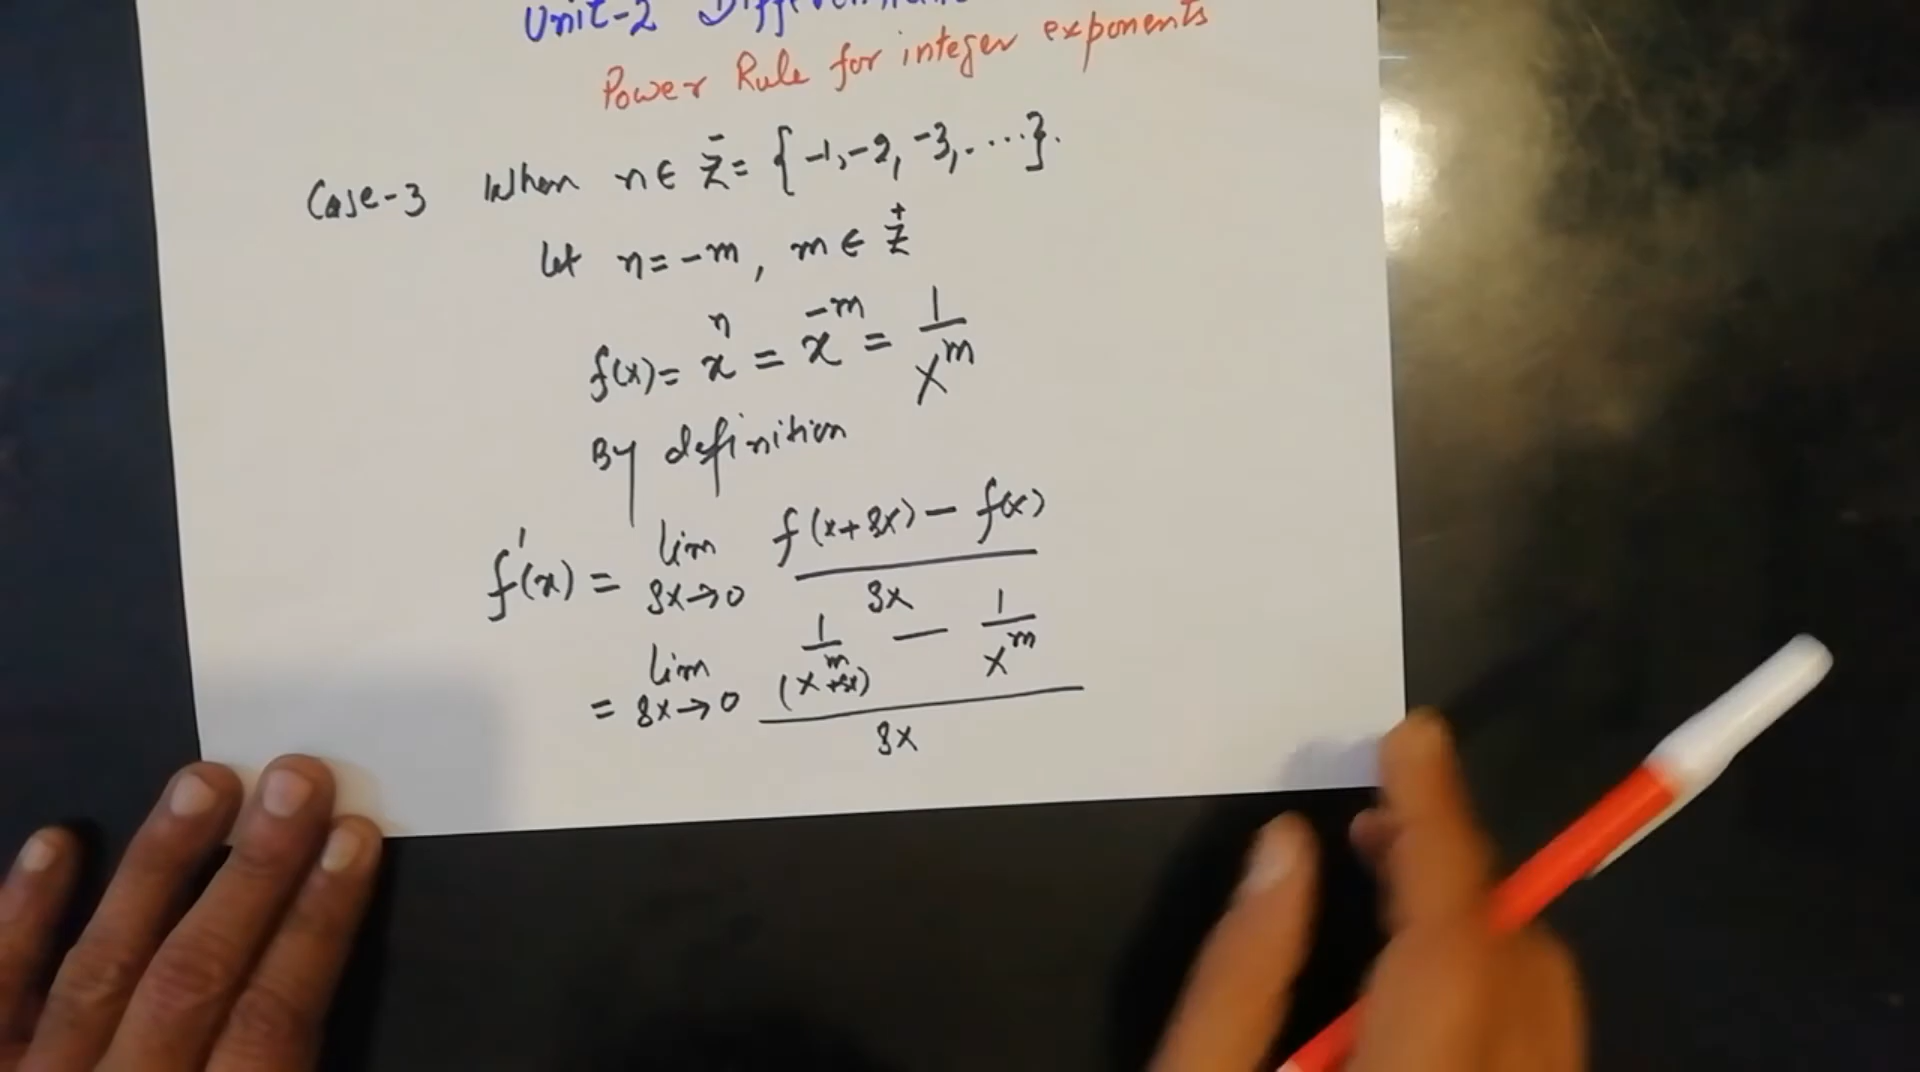 Unit-2
Power Rule for integer exponents
Case-3 When n ∈ Z⁻ = {-1, -2, -3, ....}.
Let n = -m, m ∈ Z⁺
f(x) = xⁿ = x⁻ᵐ = 1/xᵐ
By definition
f'(x) = lim δx→0 (f(x+δx) - f(x))/δx
= lim δx→0 (1/(x+δx)ᵐ - 1/xᵐ)/δx